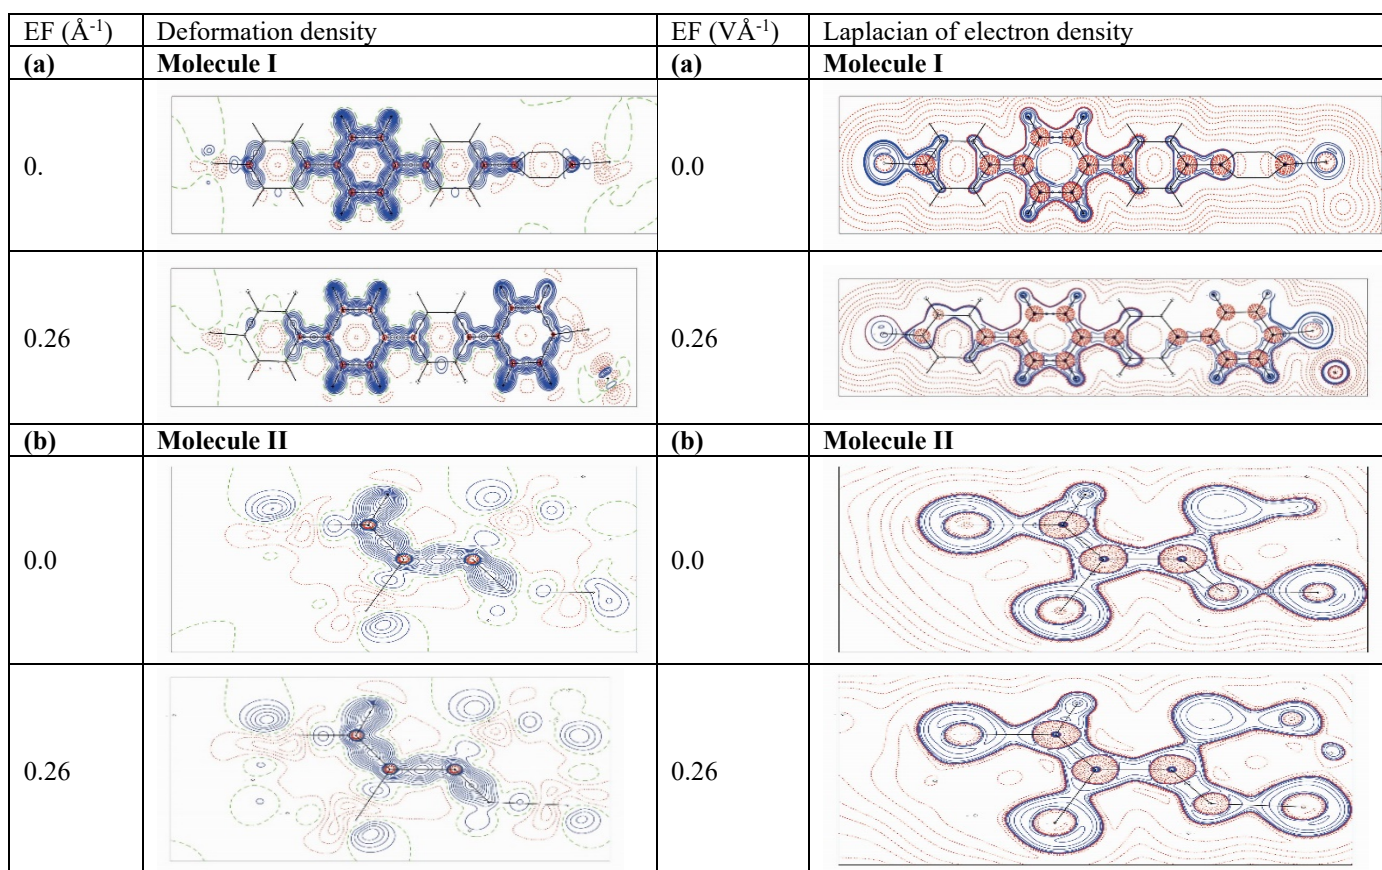 EF (Å-1) Deformation density EF (VÅ-1) Laplacian of electron density
(a) Molecule I (a) Molecule I
0. 0.0
0.26 0.26
(b) Molecule II (b) Molecule II
0.0 0.0
0.26 0.26